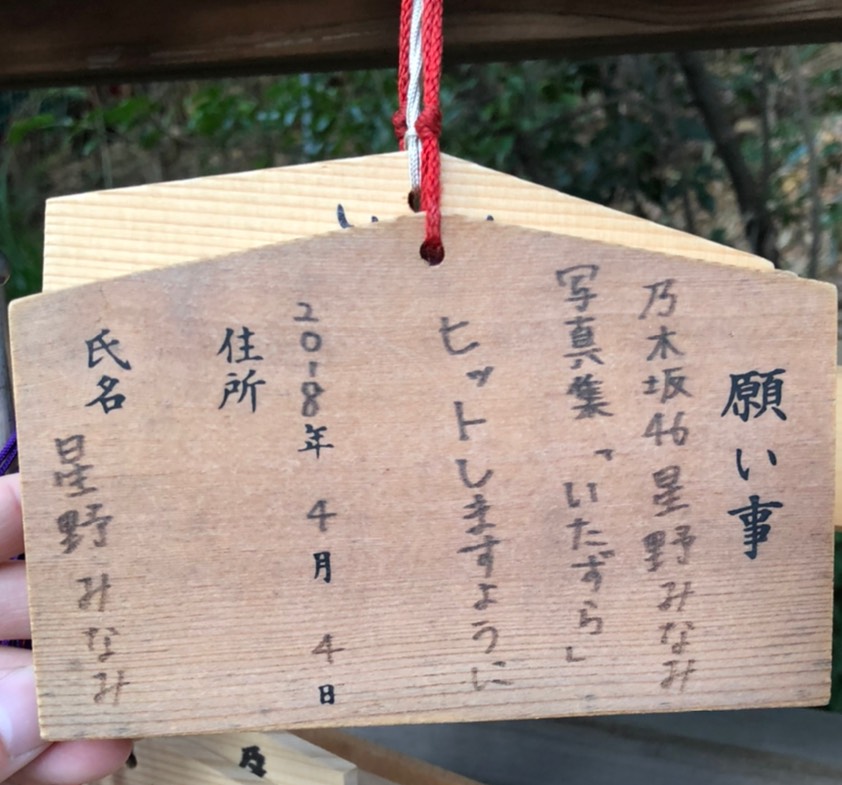 願い事
乃木坂46 星野みなみ
写真集「いたずら」
ヒットしますように
2018年 4月 4日
住所
氏名 星野 みなみ
乃